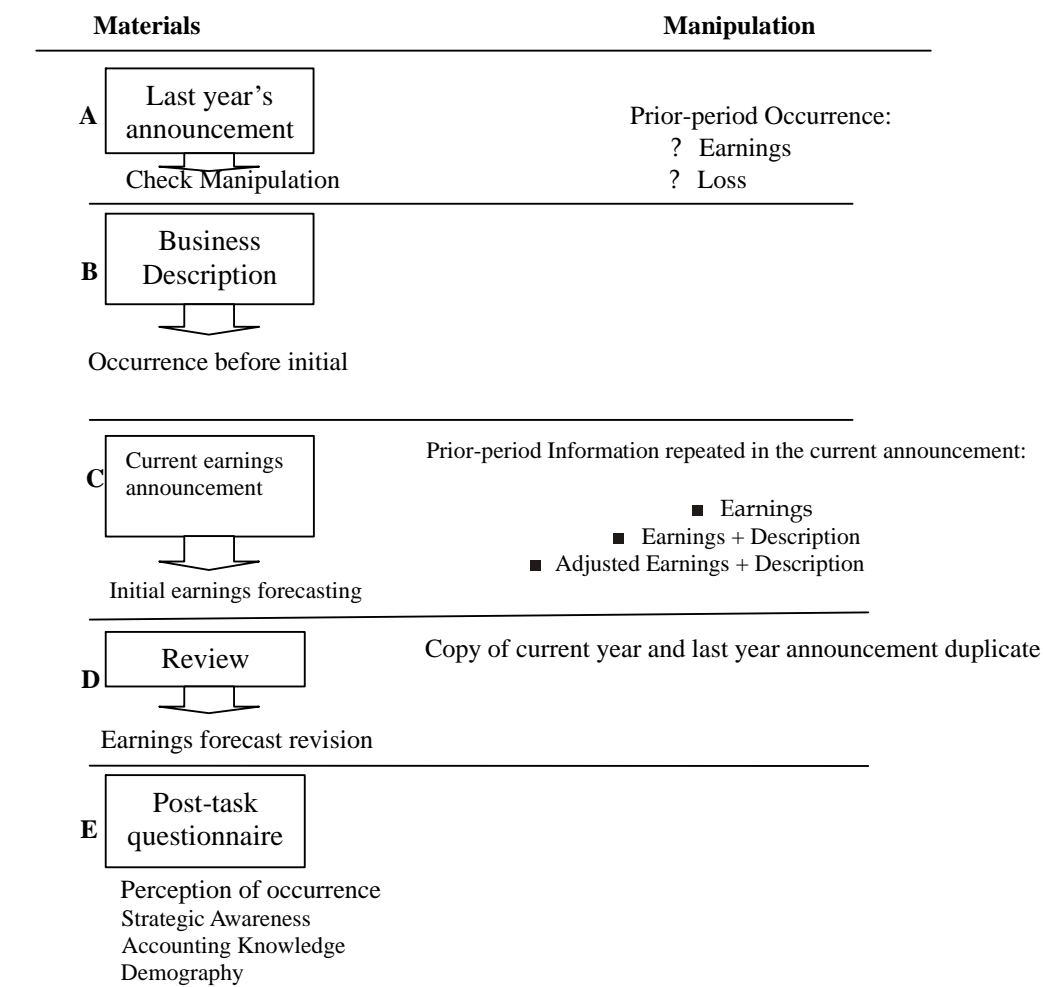 Materials Manipulation
A
Last year’s
announcement
Check Manipulation
Prior-period Occurrence:
? Earnings
? Loss
B
Business
Description
Occurrence before initial
C
Current earnings
announcement
Initial earnings forecasting
Prior-period Information repeated in the current announcement:
■ Earnings
■ Earnings + Description
■ Adjusted Earnings + Description
D
Review
Earnings forecast revision
Copy of current year and last year announcement duplicate
E
Post-task
questionnaire
Perception of occurrence
Strategic Awareness
Accounting Knowledge
Demography